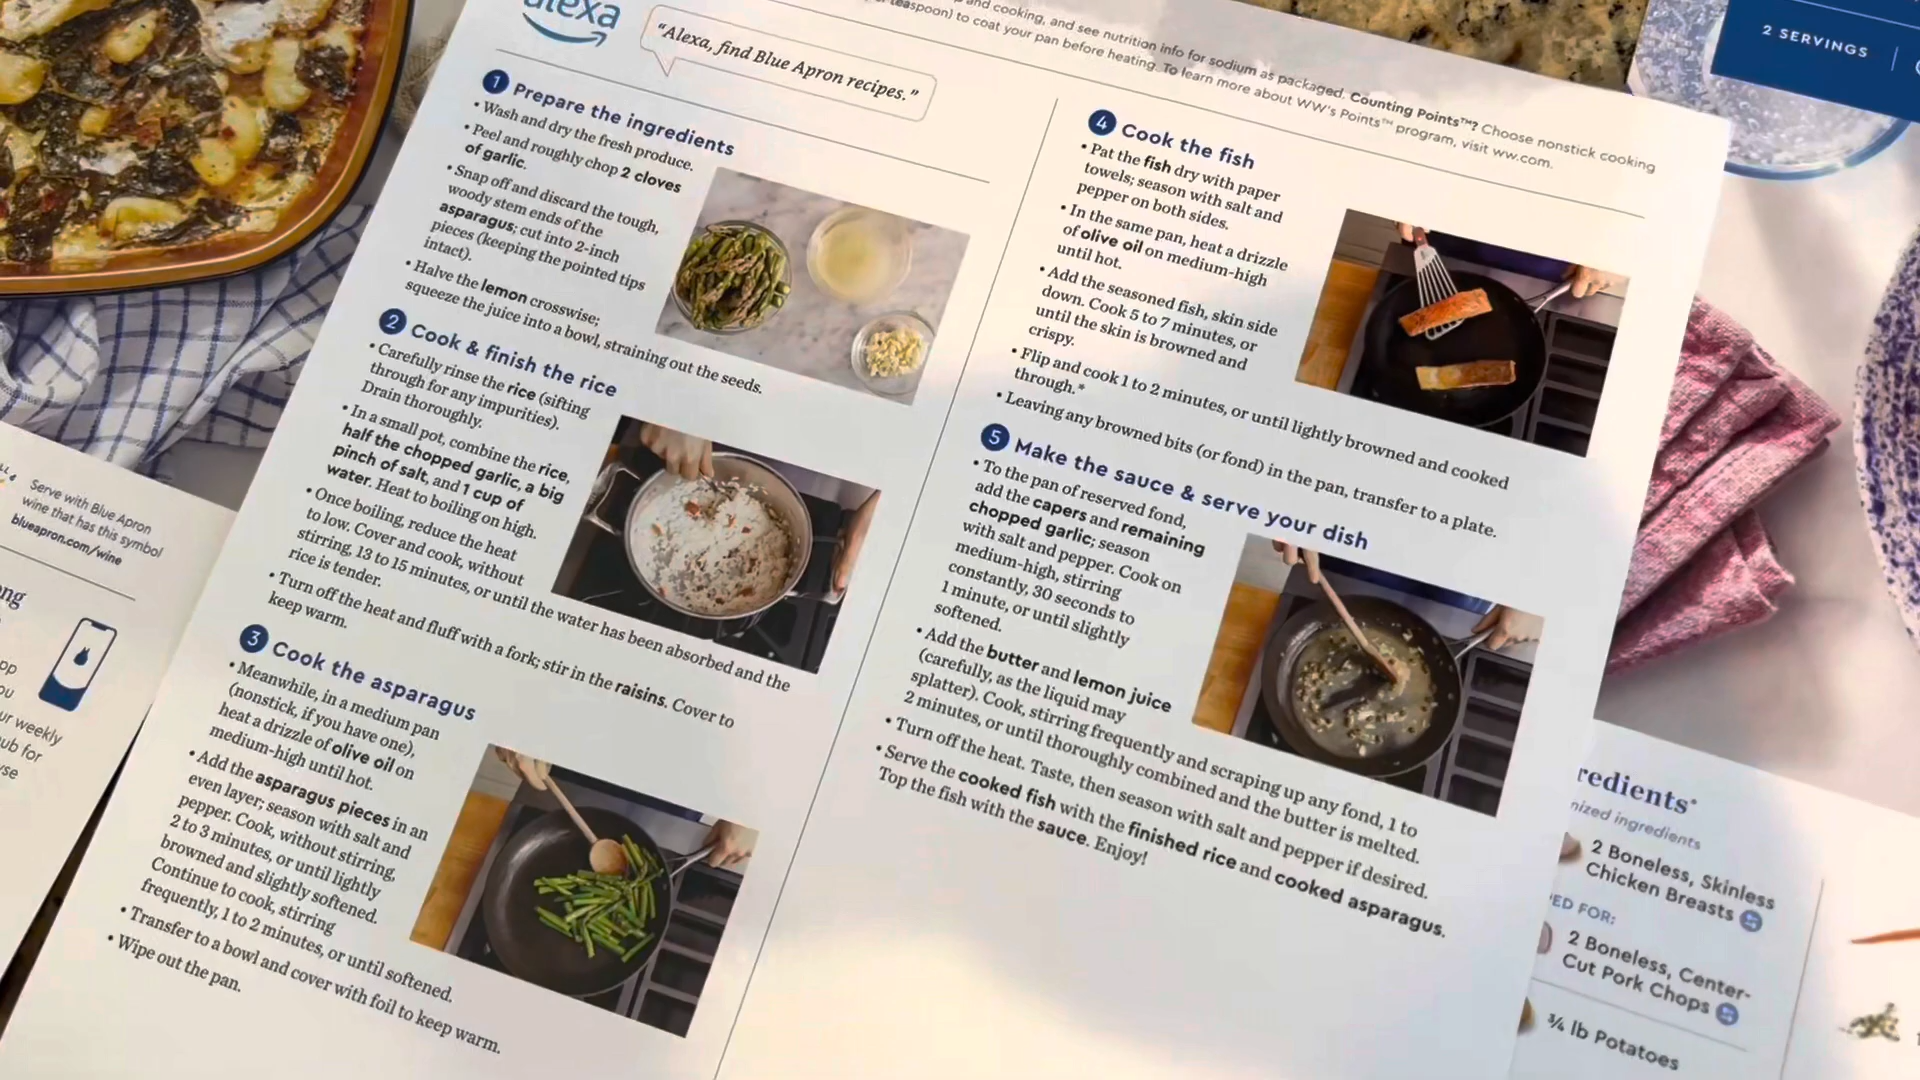 alexa
"Alexa, find Blue Apron recipes."
and cooking, and see nutrition info for sodium as packaged. Counting Points™? Choose nonstick cooking
teaspoon) to coat your pan before heating. To learn more about WW's Points™ program, visit ww.com.
1 Prepare the ingredients
• Wash and dry the fresh produce.
• Peel and roughly chop 2 cloves
of garlic.
• Snap off and discard the tough,
woody stem ends of the
asparagus; cut into 2-inch
pieces (keeping the pointed tips
intact).
• Halve the lemon crosswise;
squeeze the juice into a bowl, straining out the seeds.
2 Cook & finish the rice
• Carefully rinse the rice (sifting
through for any impurities).
Drain thoroughly.
• In a small pot, combine the rice,
half the chopped garlic, a big
pinch of salt, and 1 cup of
water. Heat to boiling on high.
• Once boiling, reduce the heat
to low. Cover and cook, without
stirring, 13 to 15 minutes, or until the water has been absorbed and the
rice is tender.
• Turn off the heat and fluff with a fork; stir in the raisins. Cover to
keep warm.
3 Cook the asparagus
• Meanwhile, in a medium pan
(nonstick, if you have one),
heat a drizzle of olive oil on
medium-high until hot.
• Add the asparagus pieces in an
even layer; season with salt and
pepper. Cook, without stirring,
2 to 3 minutes, or until lightly
browned and slightly softened.
Continue to cook, stirring
frequently, 1 to 2 minutes, or until softened.
• Transfer to a bowl and cover with foil to keep warm.
• Wipe out the pan.
4 Cook the fish
• Pat the fish dry with paper
towels; season with salt and
pepper on both sides.
• In the same pan, heat a drizzle
of olive oil on medium-high
until hot.
• Add the seasoned fish, skin side
down. Cook 5 to 7 minutes, or
until the skin is browned and
crispy.
• Flip and cook 1 to 2 minutes, or until lightly browned and cooked
through.*
• Leaving any browned bits (or fond) in the pan, transfer to a plate.
5 Make the sauce & serve your dish
• To the pan of reserved fond,
add the capers and remaining
chopped garlic; season
with salt and pepper. Cook on
medium-high, stirring
constantly, 30 seconds to
1 minute, or until slightly
softened.
• Add the butter and lemon juice
(carefully, as the liquid may
splatter). Cook, stirring frequently and scraping up any fond, 1 to
2 minutes, or until thoroughly combined and the butter is melted.
• Turn off the heat. Taste, then season with salt and pepper if desired.
• Serve the cooked fish with the finished rice and cooked asparagus.
Top the fish with the sauce. Enjoy!
2 SERVINGS
Serve with Blue Apron
wine that has this symbol
blueapron.com/wine
ng
op
ou
ur weekly
ub for
redients
nized ingredients
2 Boneless, Skinless
Chicken Breasts
ED FOR:
2 Boneless, Center-
Cut Pork Chops
¾ lb Potatoes